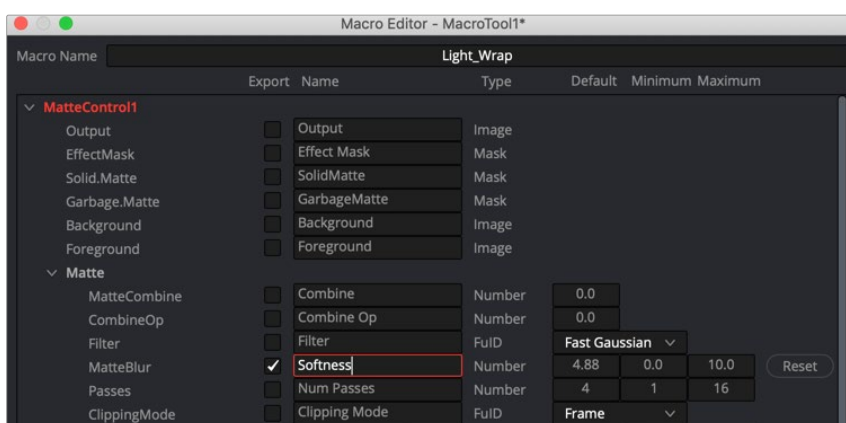 Macro Editor - MacroTool1*
Macro Name Light_Wrap
Export Name Type Default Minimum Maximum
MatteControl1
Output Output Image
EffectMask Effect Mask Mask
Solid.Matte SolidMatte Mask
Garbage.Matte GarbageMatte Mask
Background Background Image
Foreground Foreground Image
Matte
MatteCombine Combine Number 0.0
CombineOp Combine Op Number 0.0
Filter Filter FuID Fast Gaussian
MatteBlur Softness Number 4.88 0.0 10.0 Reset
Passes Num Passes Number 4 1 16
ClippingMode Clipping Mode FuID Frame